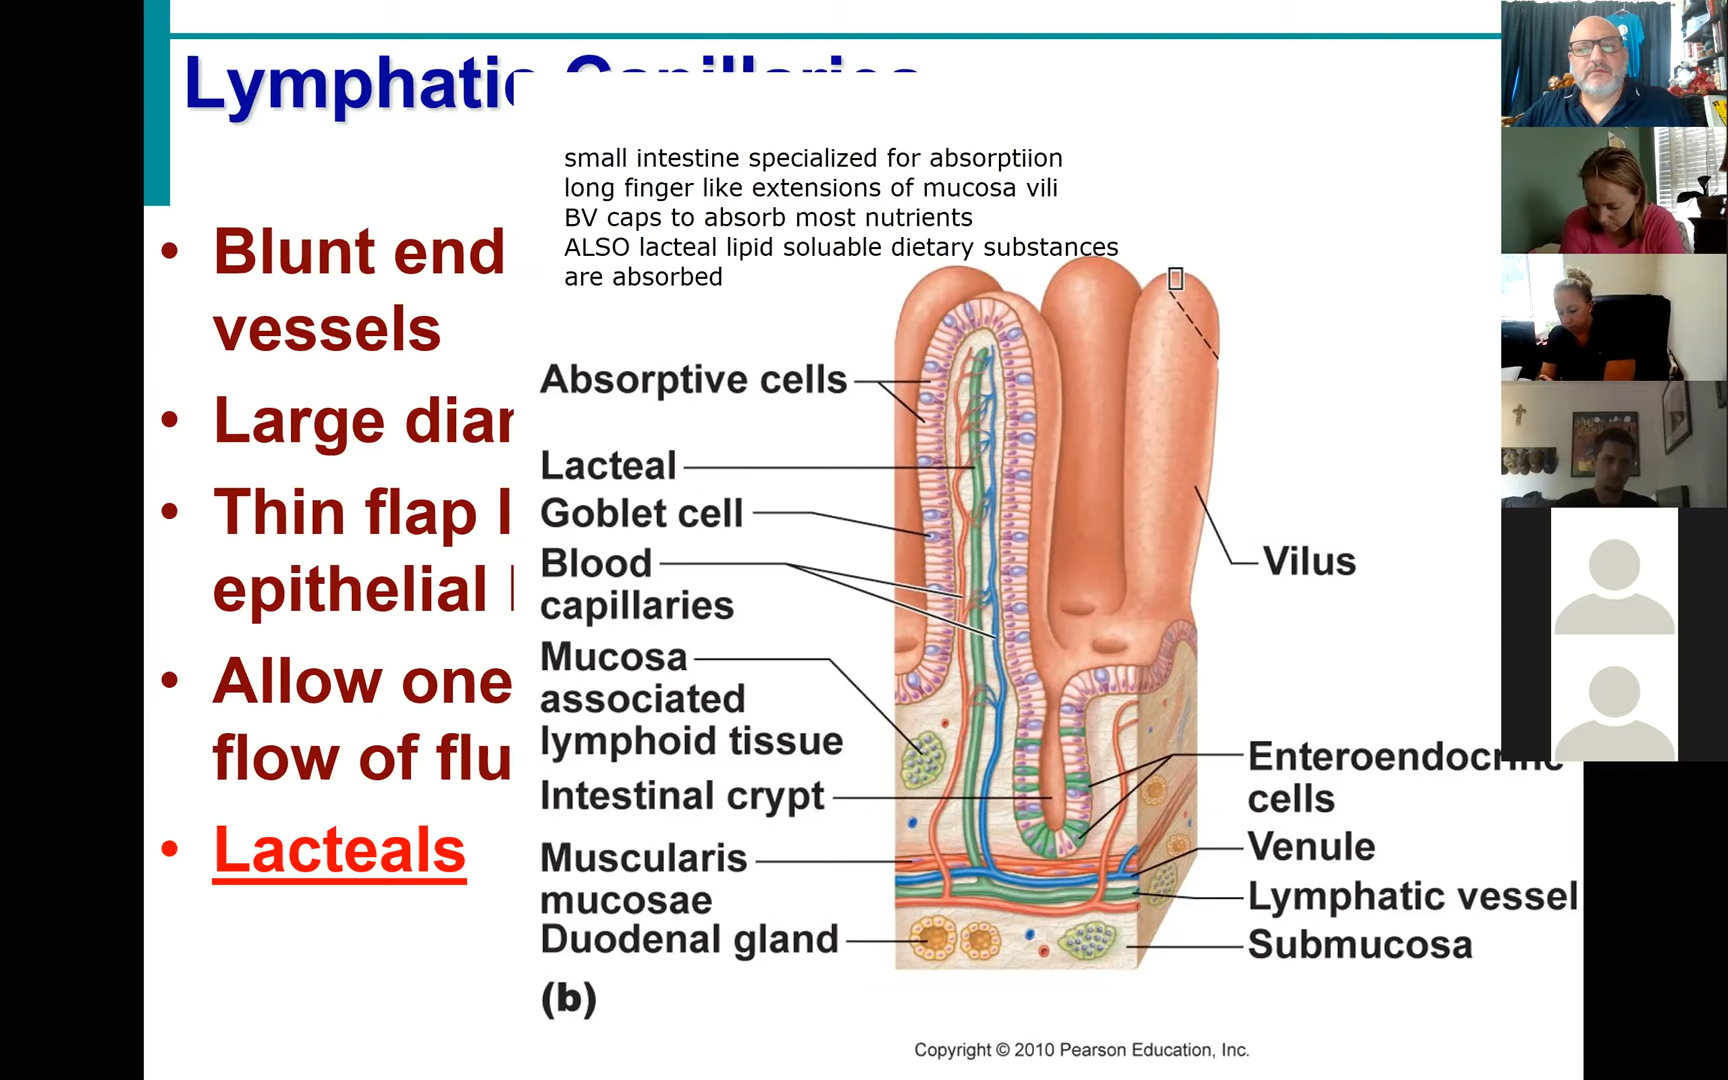 Lymphatic Capillaries
small intestine specialized for absorptiion
long finger like extensions of mucosa vili
BV caps to absorb most nutrients
ALSO lacteal lipid soluable dietary substances
are absorbed
• Blunt end
vessels
• Large
• Thin flap
epithelial
• Allow one
flow of
• Lacteals
Absorptive cells
Lacteal
Goblet cell
Blood
capillaries
Mucosa
associated
lymphoid tissue
Intestinal crypt
Muscularis
mucosae
Duodenal gland
(b)
Vilus
Enteroendocrine
cells
Venule
Lymphatic vessel
Submucosa
Copyright © 2010 Pearson Education, Inc.